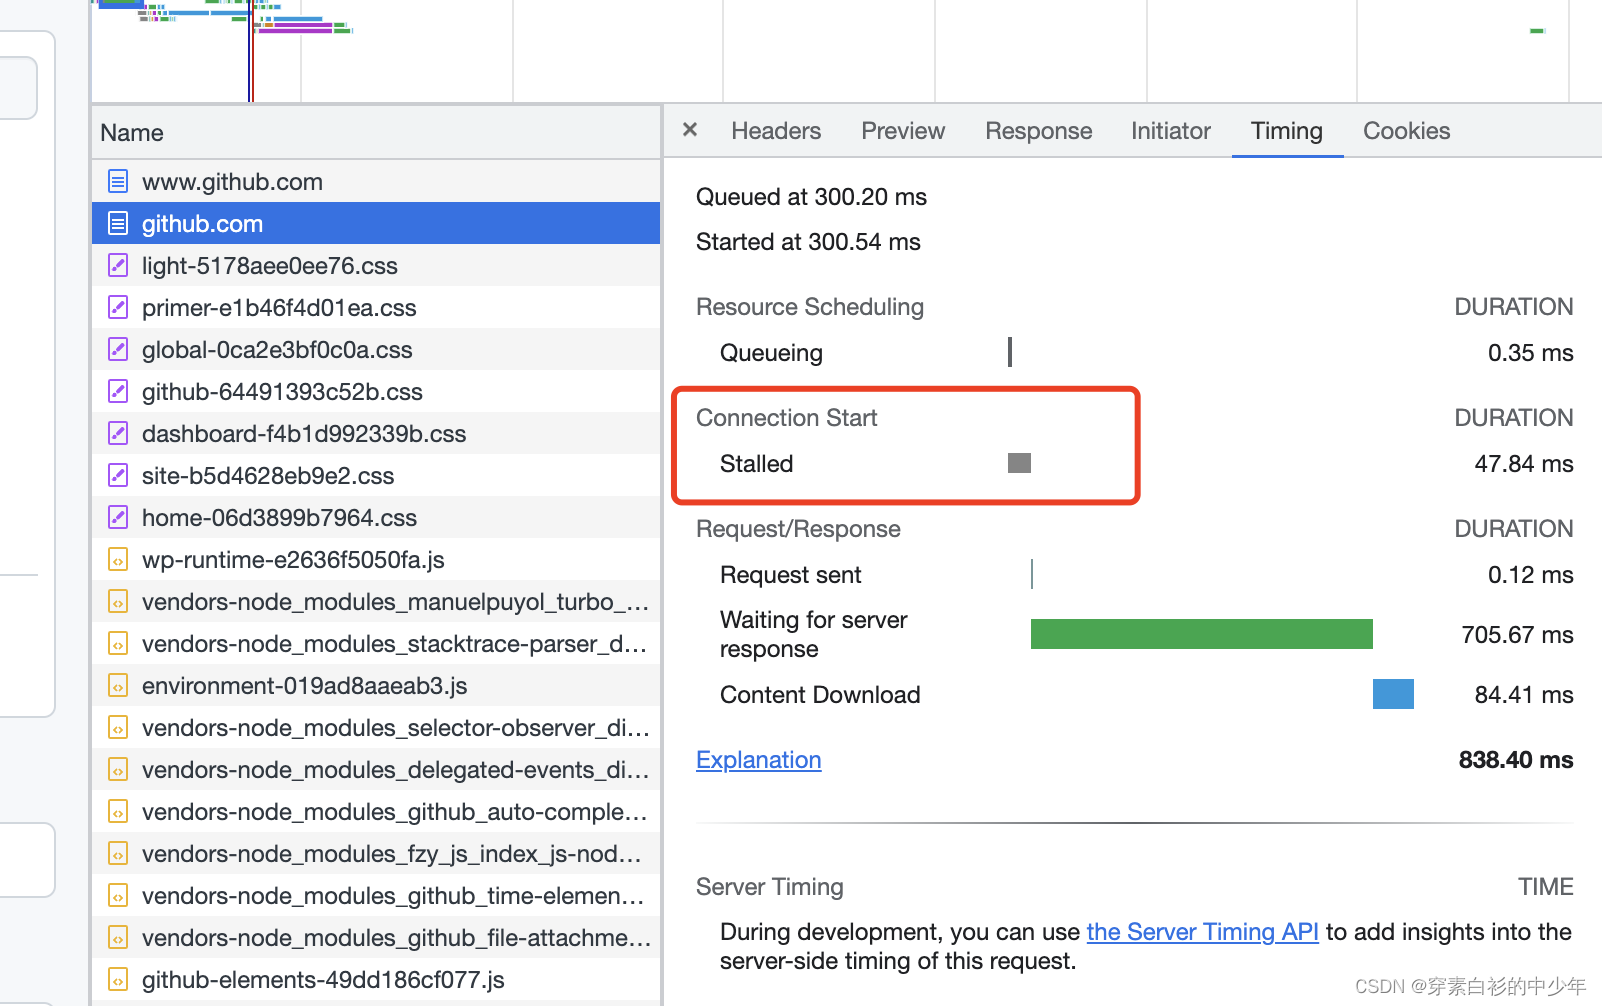 Name
www.github.com
github.com
light-5178aee0ee76.css
primer-e1b46f4d01ea.css
global-0ca2e3bf0c0a.css
github-64491393c52b.css
dashboard-f4b1d992339b.css
site-b5d4628eb9e2.css
home-06d3899b7964.css
wp-runtime-e2636f5050fa.js
vendors-node_modules_manuelpuyol_turbo_...
vendors-node_modules_stacktrace-parser_d...
environment-019ad8aaeab3.js
vendors-node_modules_selector-observer_di...
vendors-node_modules_delegated-events_di...
vendors-node_modules_github_auto-comple...
vendors-node_modules_fzy_js_index_js-nod...
vendors-node_modules_github_time-elemen...
vendors-node_modules_github_file-attachme...
github-elements-49dd186cf077.js
× Headers Preview Response Initiator Timing Cookies
Queued at 300.20 ms
Started at 300.54 ms
Resource Scheduling DURATION
Queueing 0.35 ms
Connection Start DURATION
Stalled 47.84 ms
Request/Response DURATION
Request sent 0.12 ms
Waiting for server
response 705.67 ms
Content Download 84.41 ms
Explanation 838.40 ms
Server Timing TIME
During development, you can use the Server Timing API to add insights into the
server-side timing of this request.
CSDN @穿素白衫的中少年